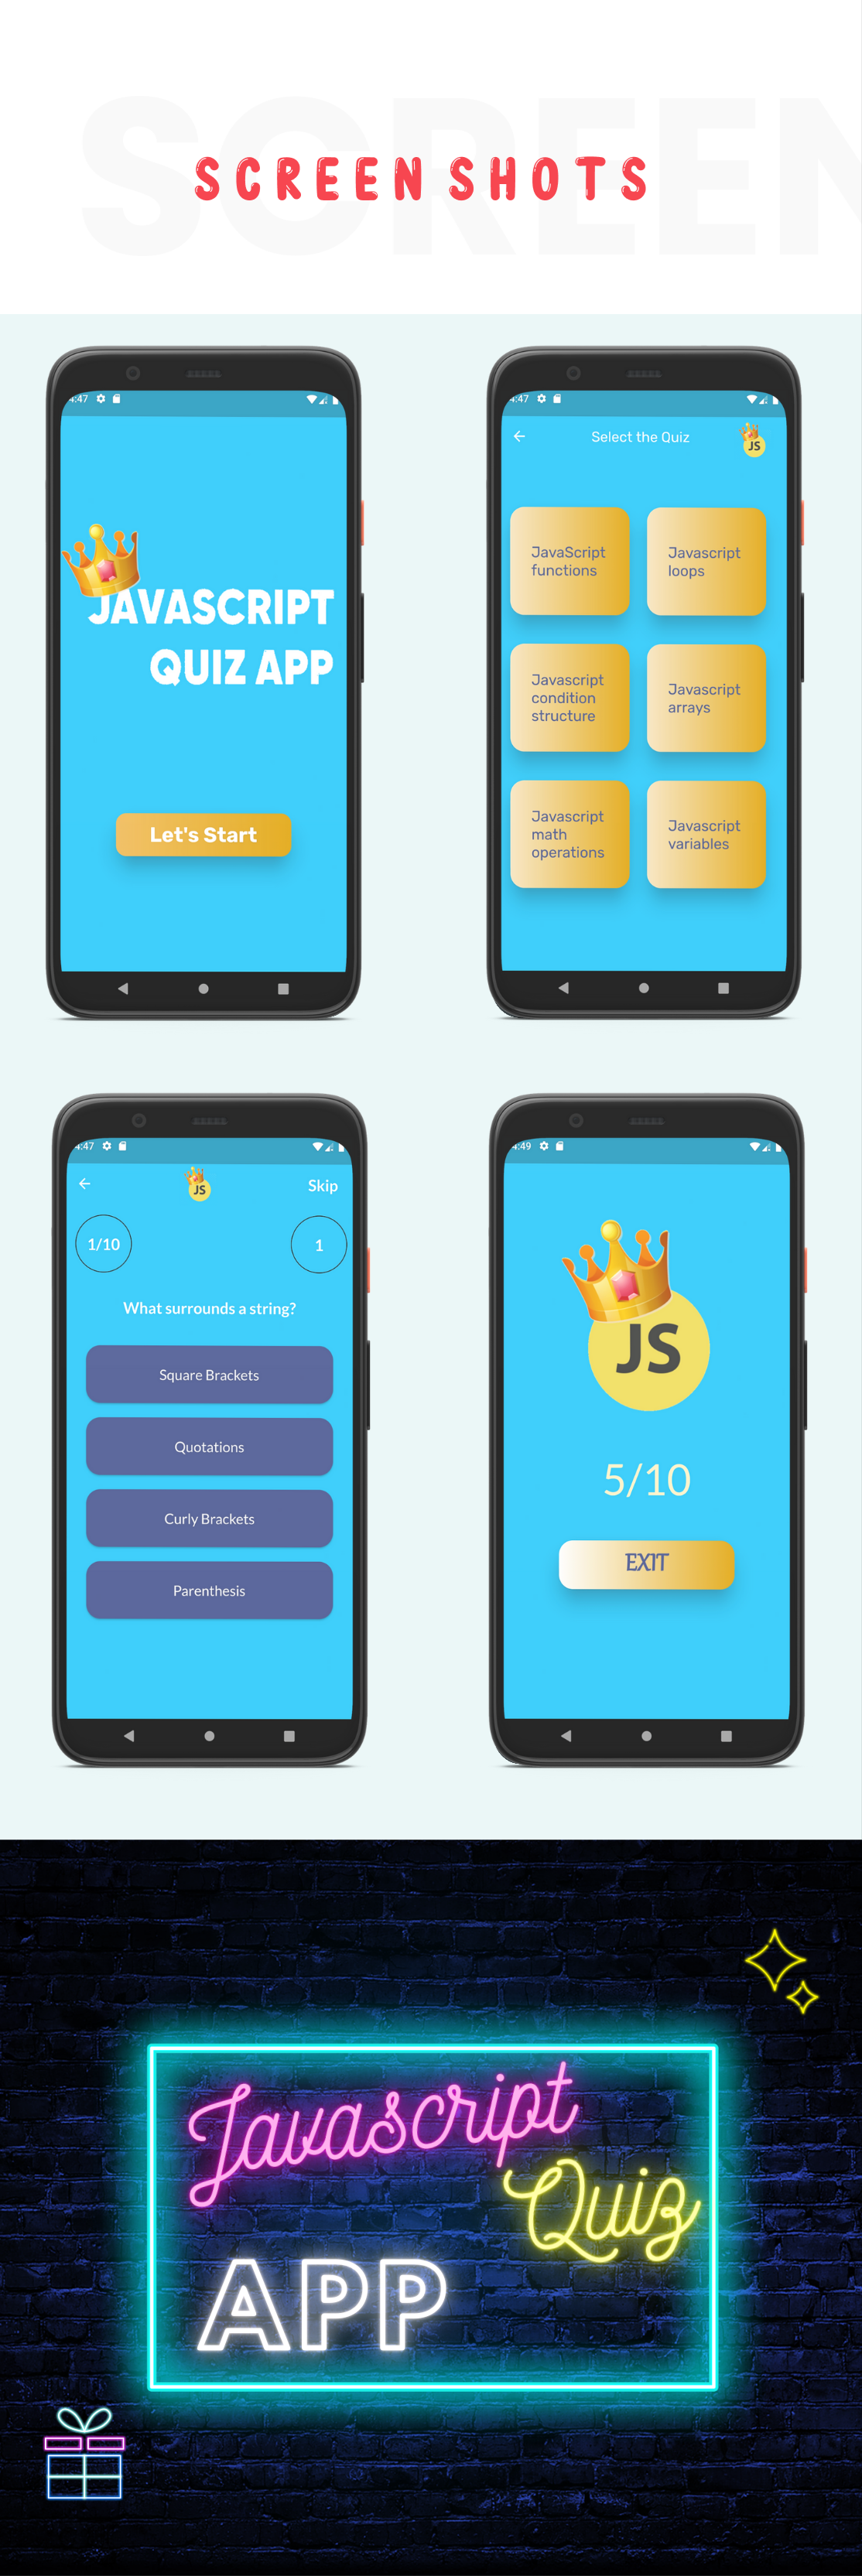 SCREEN
SCREEN SHOTS
4:47
JAVASCRIPT
QUIZ APP
Let's Start
4:47
Select the Quiz
JS
JavaScript
functions
Javascript
loops
Javascript
condition
structure
Javascript
arrays
Javascript
math
operations
Javascript
variables
4:47
JS
Skip
1/10
1
What surrounds a string?
Square Brackets
Quotations
Curly Brackets
Parenthesis
4:49
JS
5/10
EXIT
Javascript
Quiz
APP